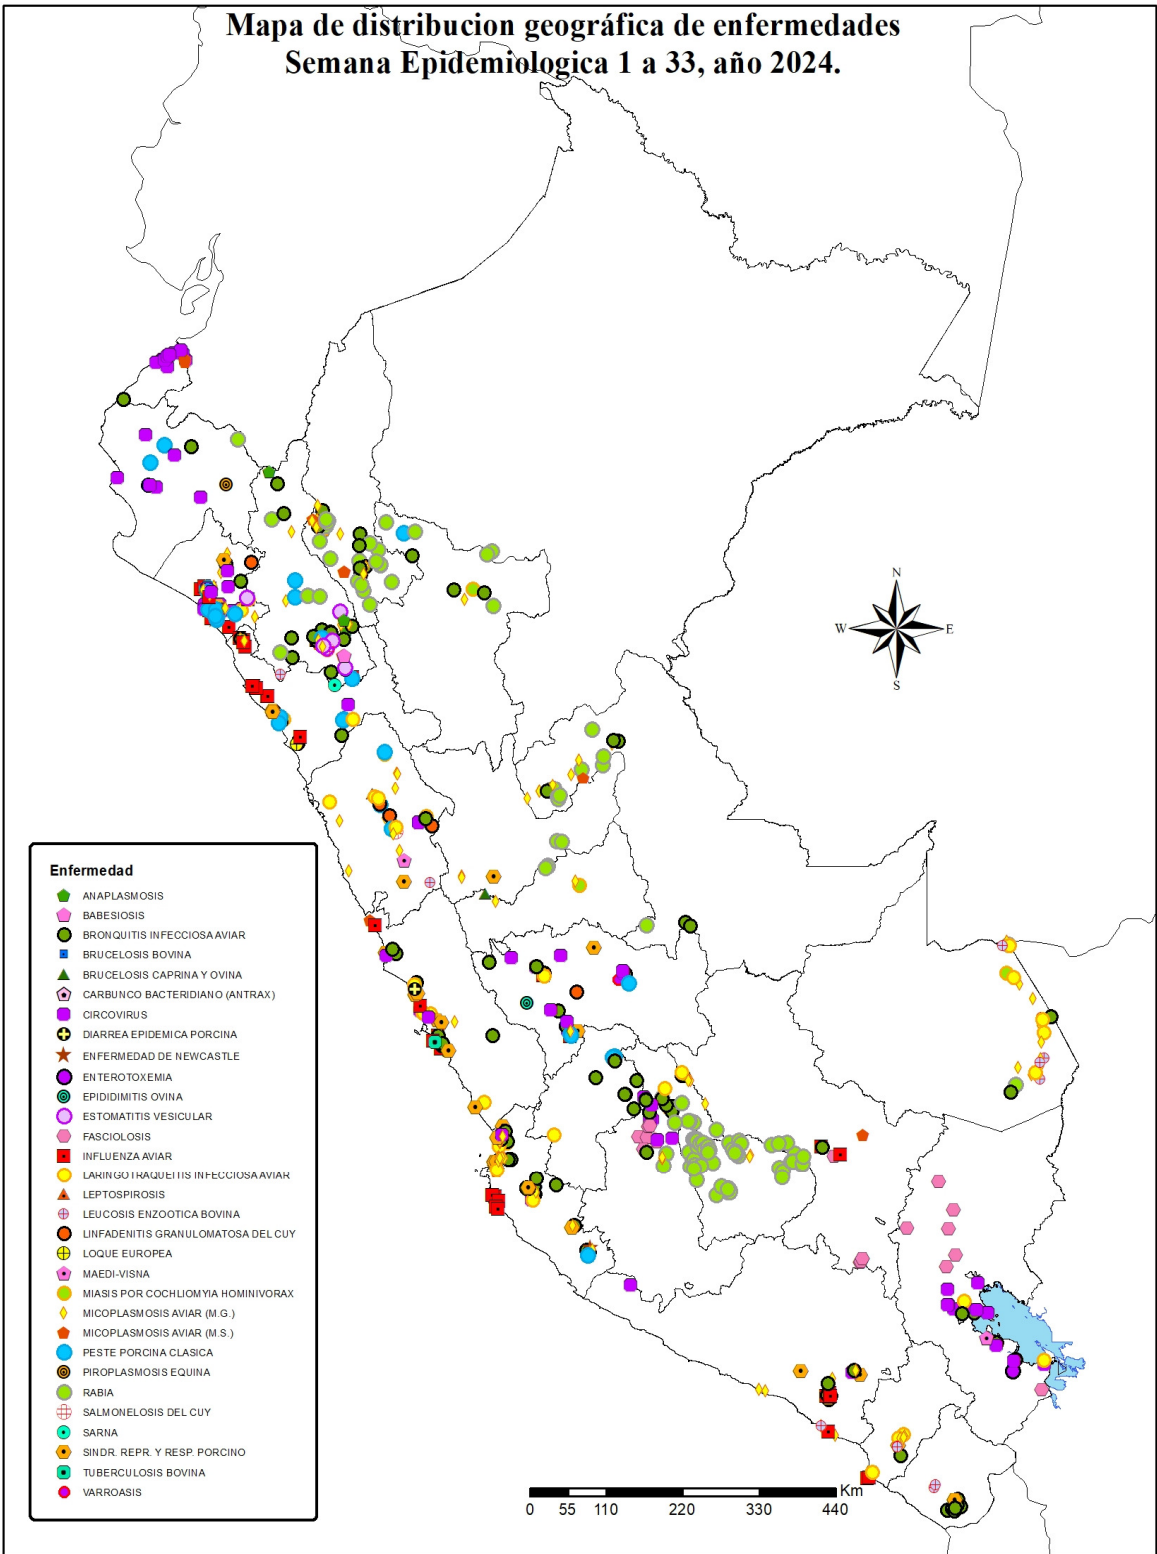 Mapa de distribucion geográfica de enfermedades
Semana Epidemiologica 1 a 33, año 2024.
N
W
E
S
Enfermedad
ANAPLASMOSIS
BABESIOSIS
BRONQUITIS INFECCIOSA AVIAR
BRUCELOSIS BOVINA
BRUCELOSIS CAPRINA Y OVINA
CARBUNCO BACTERIDIANO (ANTRAX)
CIRCOVIRUS
DIARREA EPIDEMICA PORCINA
ENFERMEDAD DE NEWCASTLE
ENTEROTOXEMIA
EPIDIDIMITIS OVINA
ESTOMATITIS VESICULAR
FASCIOLOSIS
INFLUENZA AVIAR
LARINGOTRAQUEITIS INFECCIOSA AVIAR
LEPTOSPIROSIS
LEUCOSIS ENZOOTICA BOVINA
LINFADENITIS GRANULOMATOSA DEL CUY
LOQUE EUROPEA
MAEDI-VISNA
MIASIS POR COCHLIOMYIA HOMINIVORAX
MICOPLASMOSIS AVIAR (M.G.)
MICOPLASMOSIS AVIAR (M.S.)
PESTE PORCINA CLASICA
PIROPLASMOSIS EQUINA
RABIA
SALMONELOSIS DEL CUY
SARNA
SINDR. REPR. Y RESP. PORCINO
TUBERCULOSIS BOVINA
VARROASIS
Km
0 55 110 220 330 440